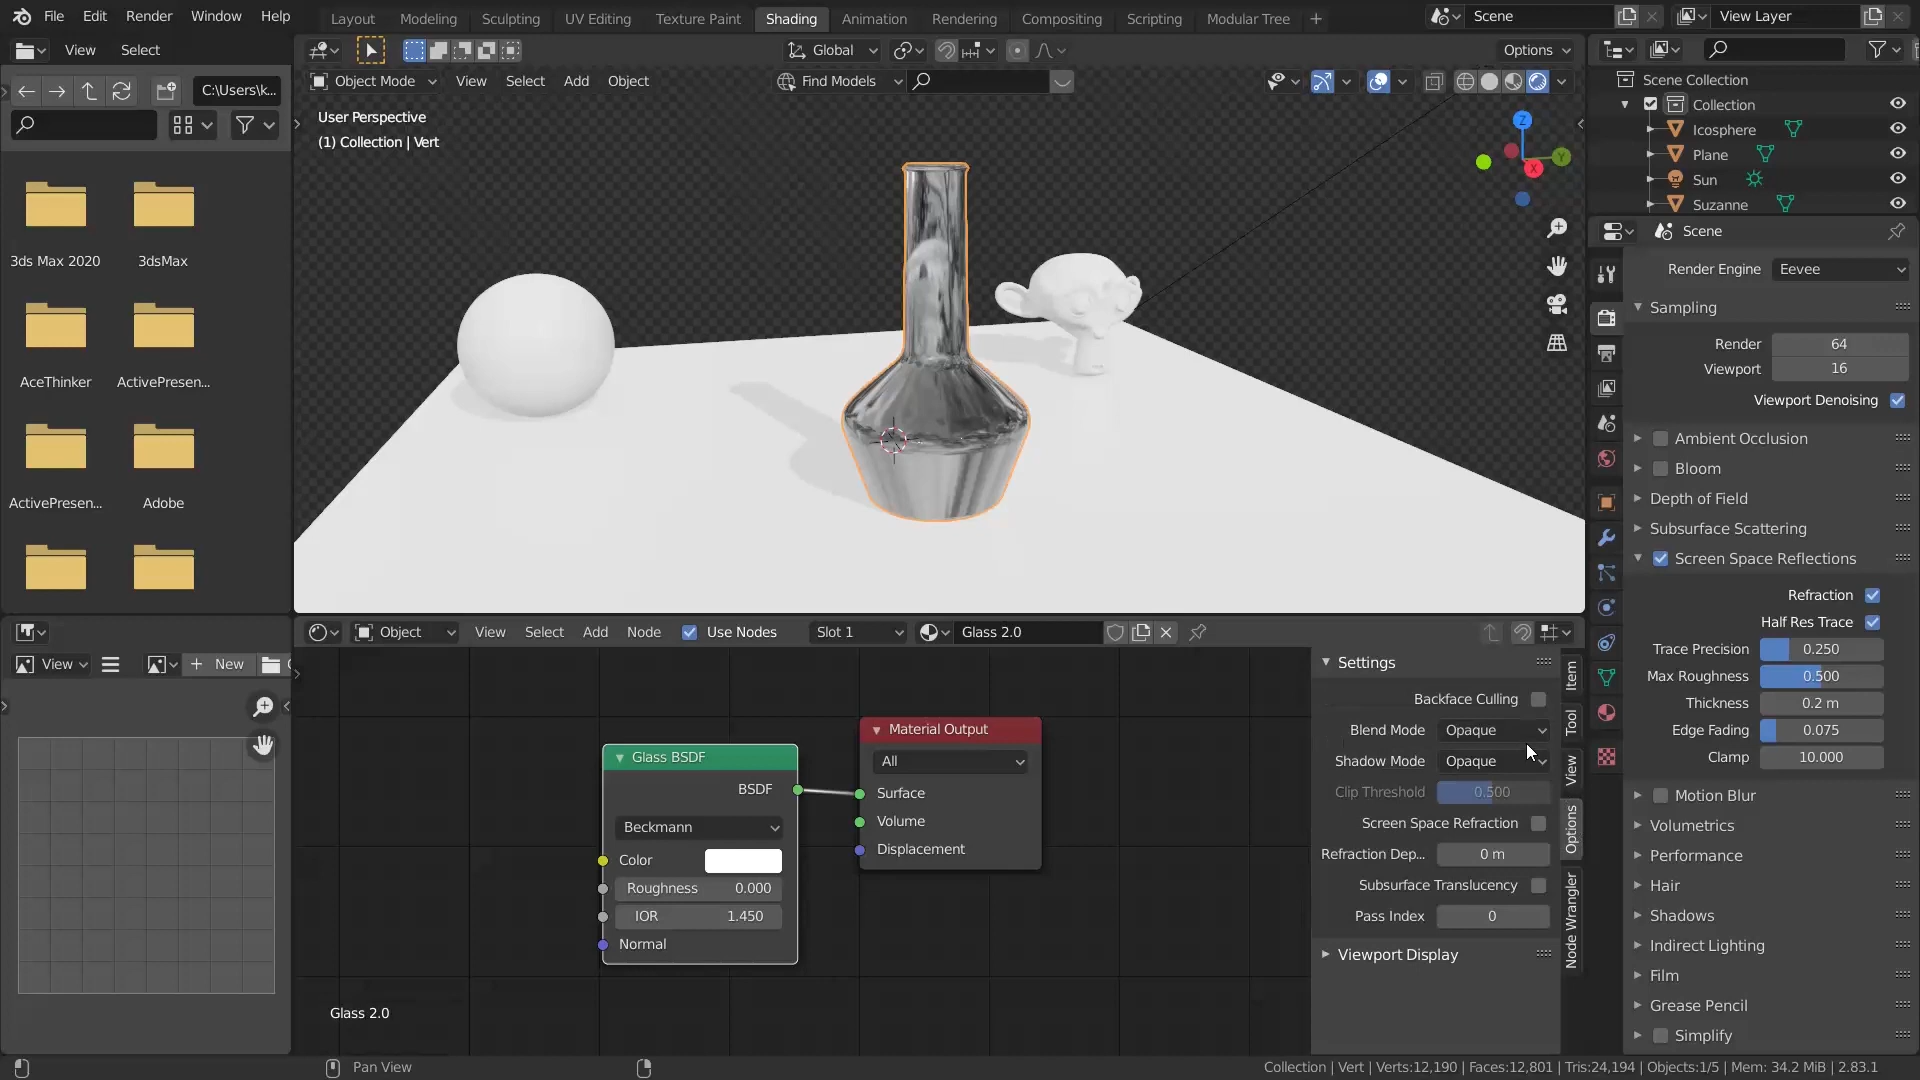 File Edit Render Window Help
Layout Modeling Sculpting UV Editing Texture Paint Shading Animation Rendering Compositing Scripting Modular Tree +
Scene
View Layer
View Select
Global
Options
C:\Users\k...
Object Mode View Select Add Object
Find Models
User Perspective
(1) Collection | Vert
Z
Y
X
3ds Max 2020 3dsMax
AceThinker ActivePresen...
ActivePresen... Adobe
Scene Collection
Collection
Icosphere
Plane
Sun
Suzanne
Scene
Render Engine Eevee
Sampling
Render 64
Viewport 16
Viewport Denoising
Ambient Occlusion
Bloom
Depth of Field
Subsurface Scattering
Screen Space Reflections
Refraction
Half Res Trace
Trace Precision 0.250
Max Roughness 0.500
Thickness 0.2 m
Edge Fading 0.075
Clamp 10.000
Motion Blur
Volumetrics
Performance
Hair
Shadows
Indirect Lighting
Film
Grease Pencil
Simplify
View + New
Object View Select Add Node Use Nodes Slot 1 Glass 2.0
Glass BSDF
BSDF
Beckmann
Color
Roughness 0.000
IOR 1.450
Normal
Material Output
All
Surface
Volume
Displacement
Glass 2.0
Settings
Backface Culling
Blend Mode Opaque
Shadow Mode Opaque
Clip Threshold 0.500
Screen Space Refraction
Refraction Dep... 0 m
Subsurface Translucency
Pass Index 0
Viewport Display
Item
Tool
View
Options
Node Wrangler
Pan View
Collection | Vert | Verts:12,190 | Faces:12,801 | Tris:24,194 | Objects:1/5 | Mem: 34.2 MiB | 2.83.1